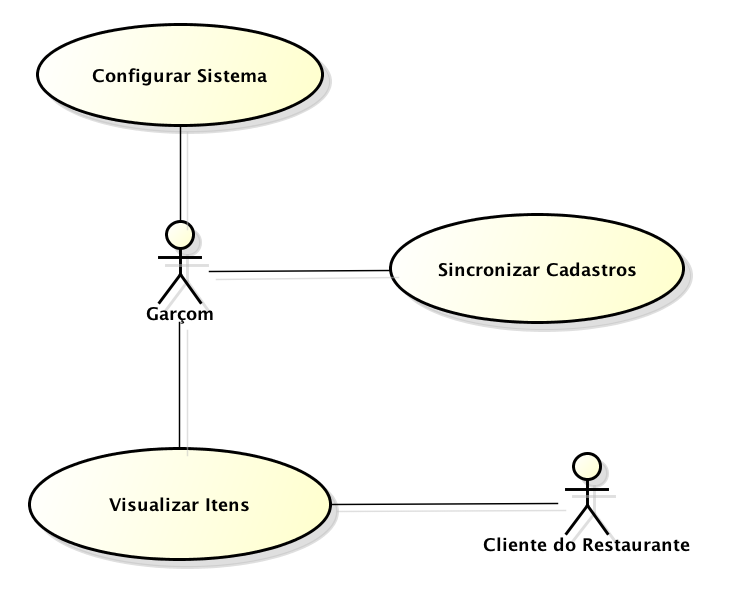 Configurar Sistema
Sincronizar Cadastros
Garçom
Visualizar Itens
Cliente do Restaurante